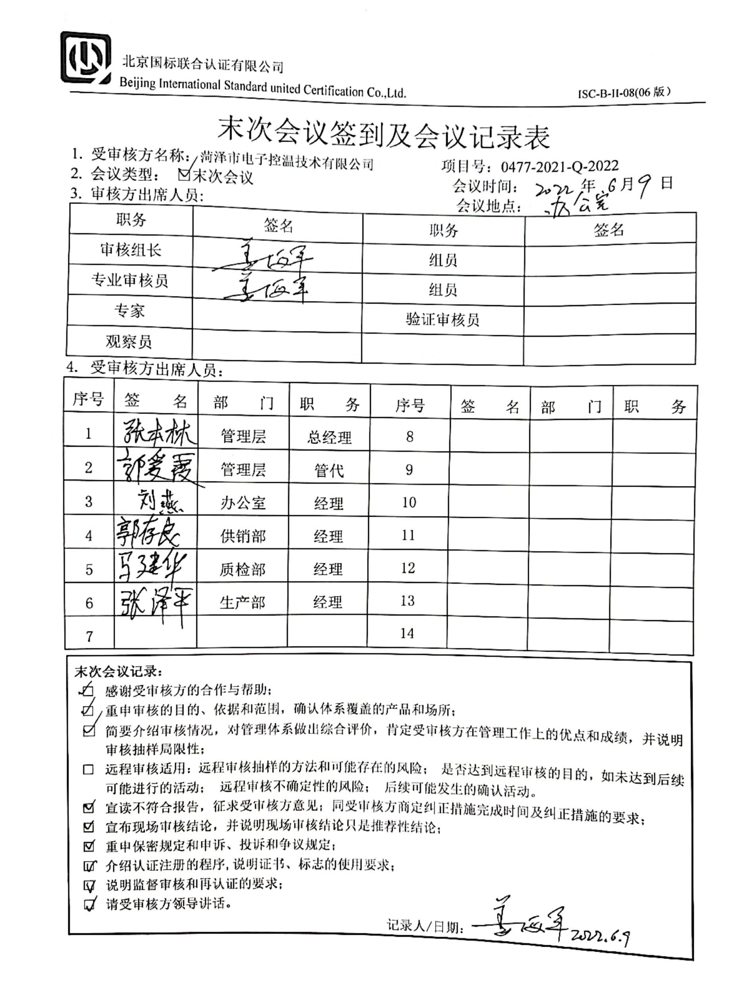 北京国标联合认证有限公司
Beijing International Standard united Certification Co.,Ltd.
ISC-B-II-08(06 版)
末次会议签到及会议记录表
1. 受审核方名称: 菏泽市电子控温技术有限公司 项目号: 0477-2021-Q-2022
2. 会议类型: ☑末次会议 会议时间: 2022 年 6 月 9 日
3. 审核方出席人员: 会议地点: 办公室
职务 签名 职务 签名
审核组长 姜海军 组员
专业审核员 姜海军 组员
专家 验证审核员
观察员
4. 受审核方出席人员:
序号 签 名 部 门 职 务 序号 签 名 部 门 职 务
1 张本林 管理层 总经理 8
2 郭爱霞 管理层 管代 9
3 刘燕 办公室 经理 10
4 郭存良 供销部 经理 11
5 马建华 质检部 经理 12
6 张泽平 生产部 经理 13
7 14
末次会议记录:
☑ 感谢受审核方的合作与帮助;
☑ 重申审核的目的、依据和范围，确认体系覆盖的产品和场所;
☑ 简要介绍审核情况，对管理体系做出综合评价，肯定受审核方在管理工作上的优点和成绩，并说明
审核抽样局限性;
☐ 远程审核适用: 远程审核抽样的方法和可能存在的风险; 是否达到远程审核的目的，如未达到后续
可能进行的活动; 远程审核不确定性的风险; 后续可能发生的确认活动。
☑ 宣读不符合报告，征求受审核方意见; 同受审核方商定纠正措施完成时间及纠正措施的要求;
☑ 宣布现场审核结论，并说明现场审核结论只是推荐性结论;
☑ 重申保密规定和申诉、投诉和争议规定;
☑ 介绍认证注册的程序, 说明证书、标志的使用要求;
☑ 说明监督审核和再认证的要求;
☑ 请受审核方领导讲话。
记录人/日期: 姜海军 2022.6.9